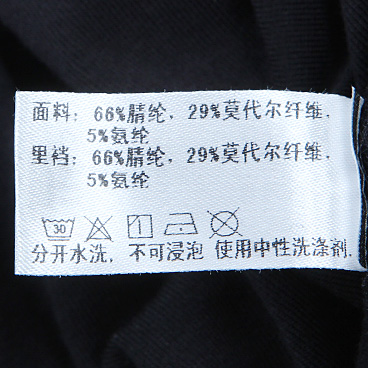 面料：66%腈纶，29%莫代尔纤维，
5%氨纶
里裆：66%腈纶，29%莫代尔纤维，
5%氨纶
30 1
分开水洗．不可浸泡 使用中性洗涤剂．